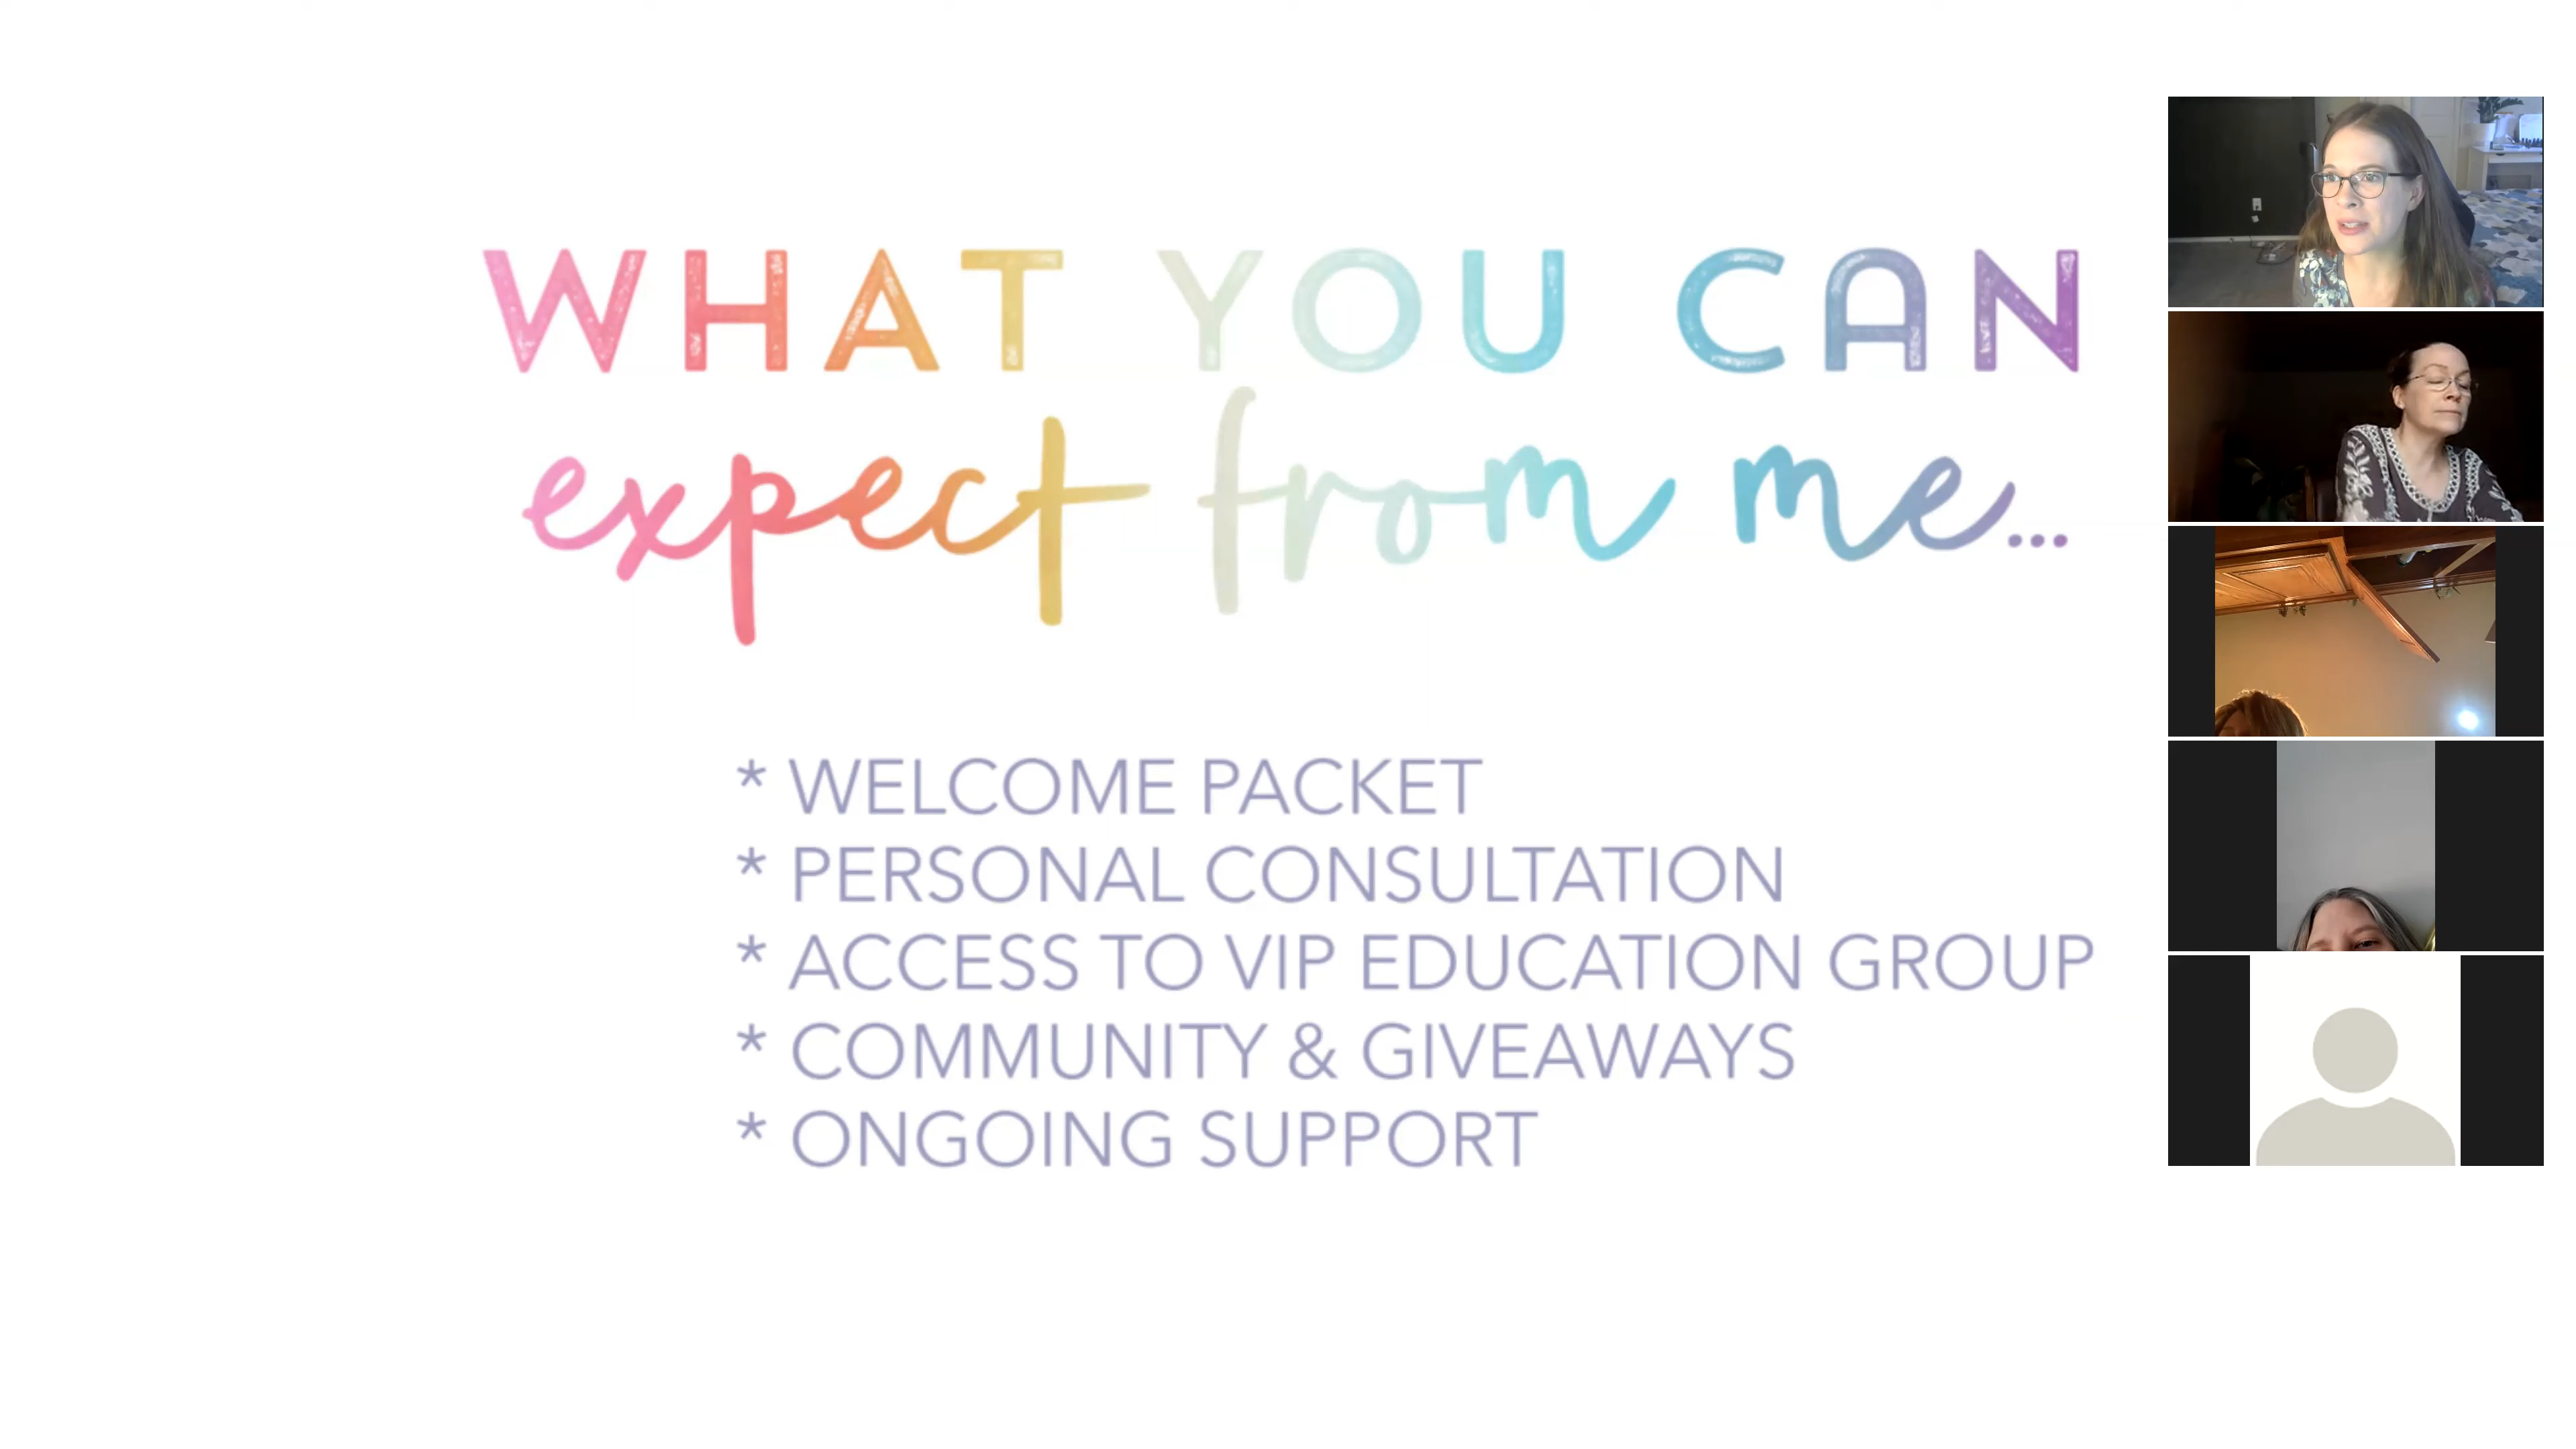 WHAT YOU CAN
expect from me...
* WELCOME PACKET
* PERSONAL CONSULTATION
* ACCESS TO VIP EDUCATION GROUP
* COMMUNITY & GIVEAWAYS
* ONGOING SUPPORT